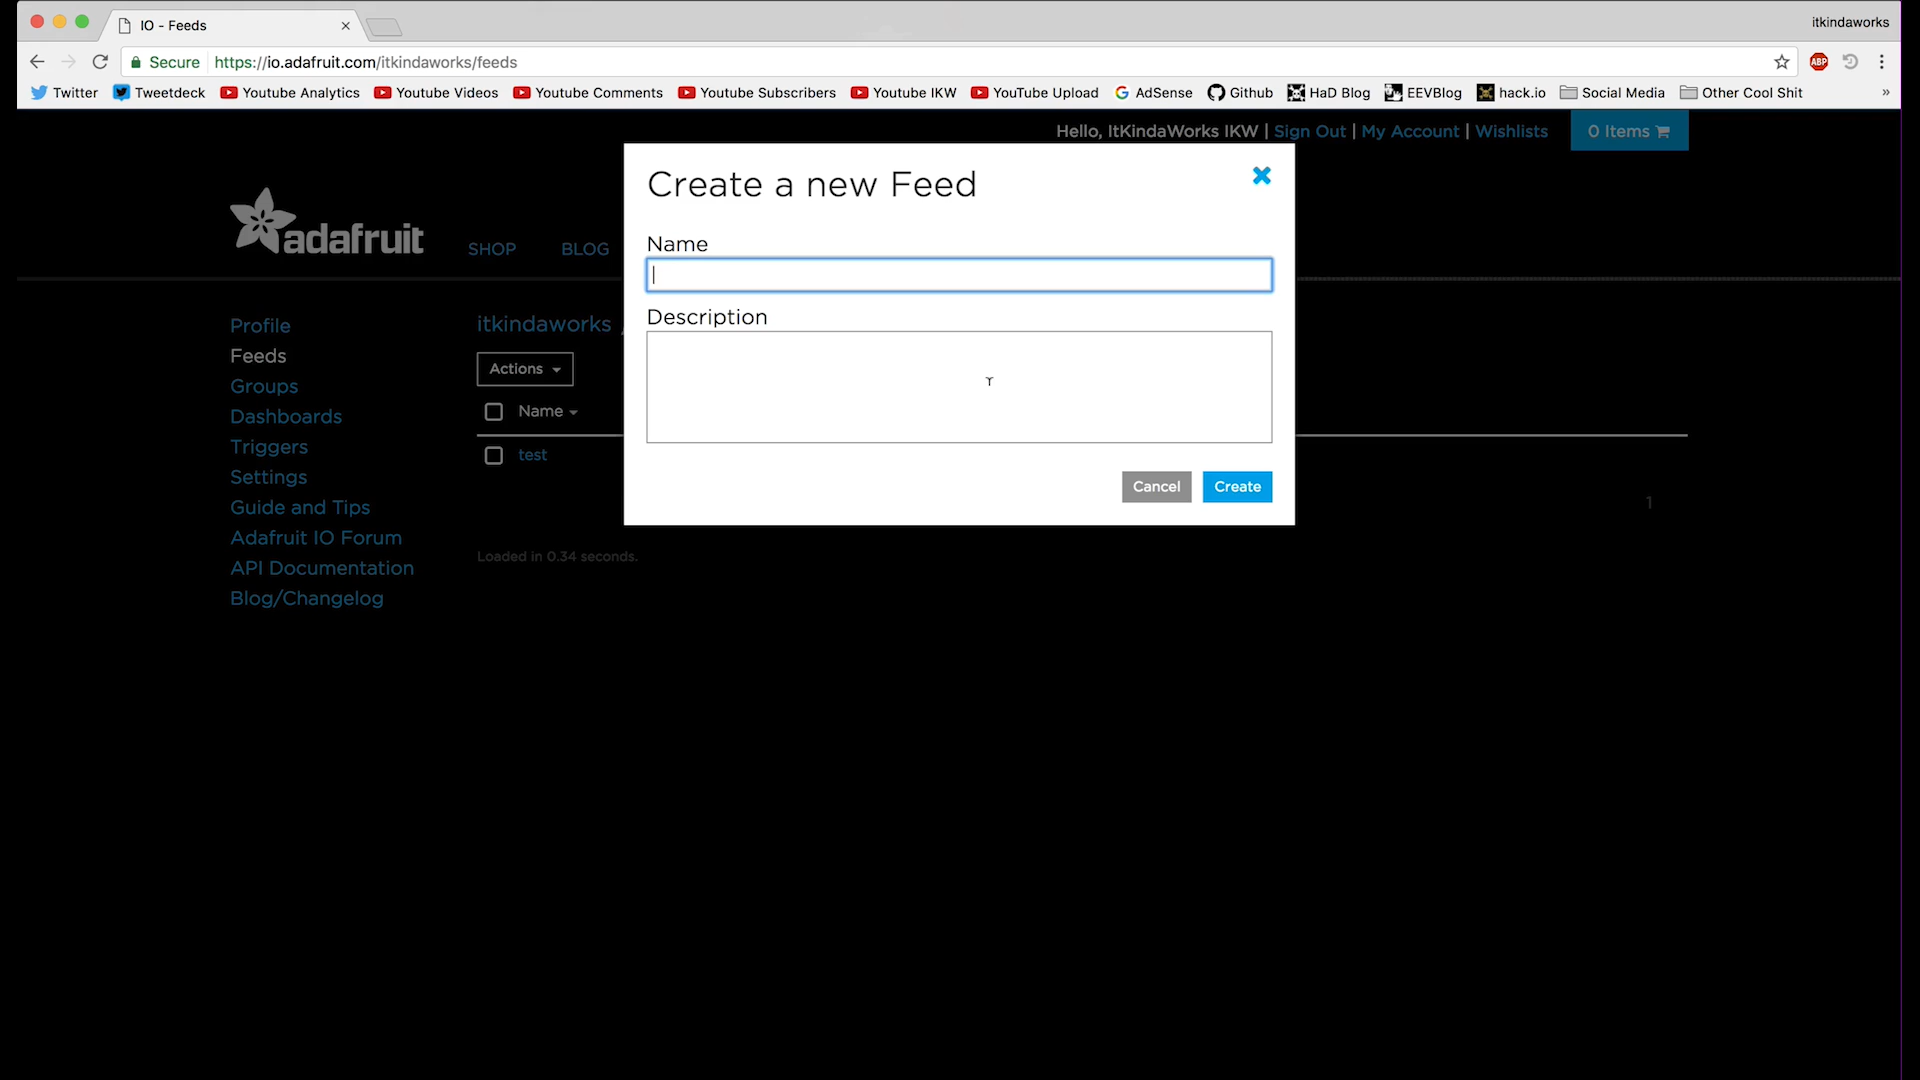 IO - Feeds
itkindaworks
Secure https://io.adafruit.com/itkindaworks/feeds
ABP
Twitter Tweetdeck Youtube Analytics Youtube Videos Youtube Comments Youtube Subscribers Youtube IKW YouTube Upload AdSense Github HaD Blog EEVBlog hack.io Social Media Other Cool Shit »
Hello, ItKindaWorks IKW | Sign Out | My Account | Wishlists 0 Items
Create a new Feed
adafruit
SHOP BLOG
Name
Description
Cancel Create
Profile
Feeds
Groups
Dashboards
Triggers
Settings
Guide and Tips
Adafruit IO Forum
API Documentation
Blog/Changelog
itkindaworks /
Actions
Name
test
1
Loaded in 0.34 seconds.